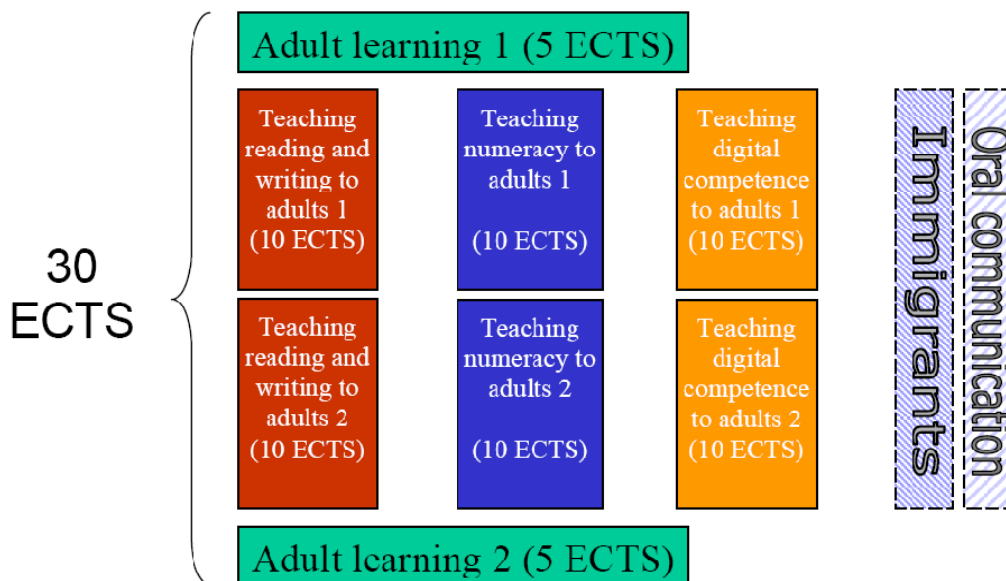 Adult learning 1 (5 ECTS)
Teaching
reading and
writing to
adults 1
(10 ECTS)
Teaching
numeracy to
adults 1
(10 ECTS)
Teaching
digital
competence
to adults 1
(10 ECTS)
30
ECTS
Teaching
reading and
writing to
adults 2
(10 ECTS)
Teaching
numeracy to
adults 2
(10 ECTS)
Teaching
digital
competence
to adults 2
(10 ECTS)
Immigrants
Oral communication
Adult learning 2 (5 ECTS)